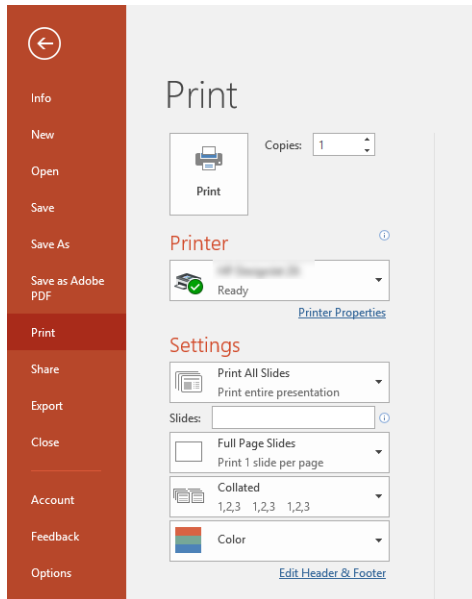 Info
New
Open
Save
Save As
Save as Adobe
PDF
Print
Share
Export
Close
Account
Feedback
Options
Print
Print
Copies: 1
Printer
Ready
Printer Properties
Settings
Print All Slides
Print entire presentation
Slides:
Full Page Slides
Print 1 slide per page
Collated
1,2,3 1,2,3 1,2,3
Color
Edit Header & Footer